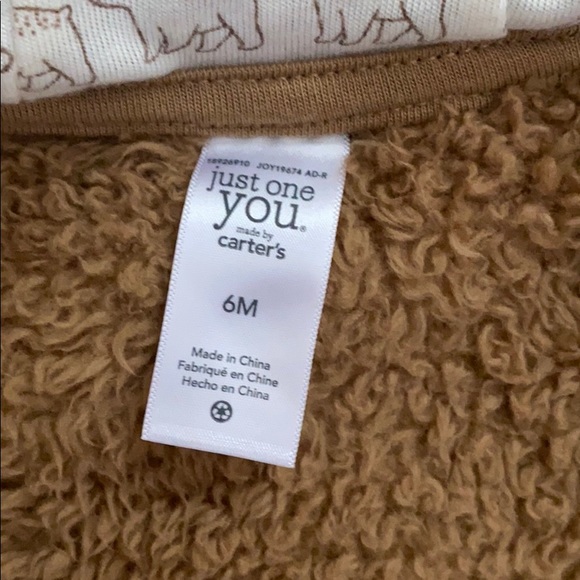 18926910 JOY19674 AD-R
just one
you®
made by
carter's
6M
Made in China
Fabriqué en Chine
Hecho en China